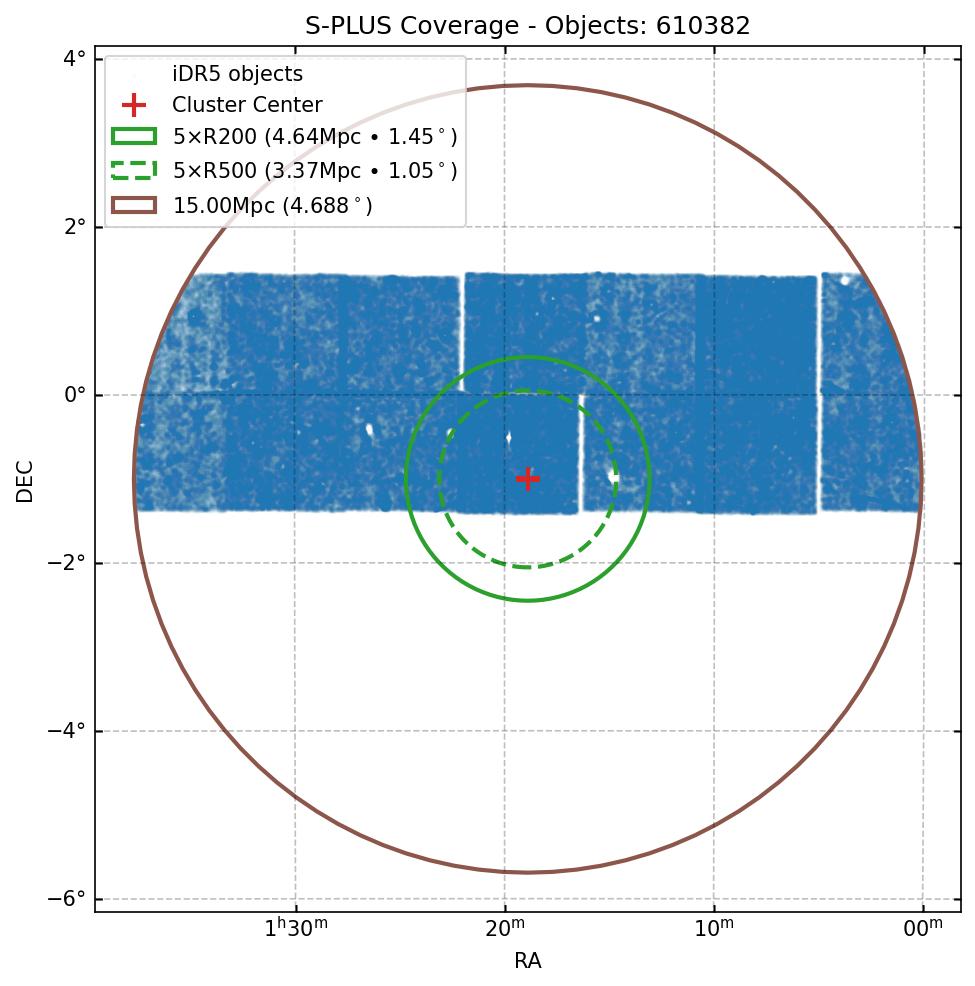 S-PLUS Coverage - Objects: 610382
iDR5 objects
Cluster Center
5×R200 (4.64Mpc • 1.45°)
5×R500 (3.37Mpc • 1.05°)
15.00Mpc (4.688°)
4°
2°
0°
−2°
−4°
−6°
DEC
1ʰ30ᵐ
20ᵐ
10ᵐ
00ᵐ
RA